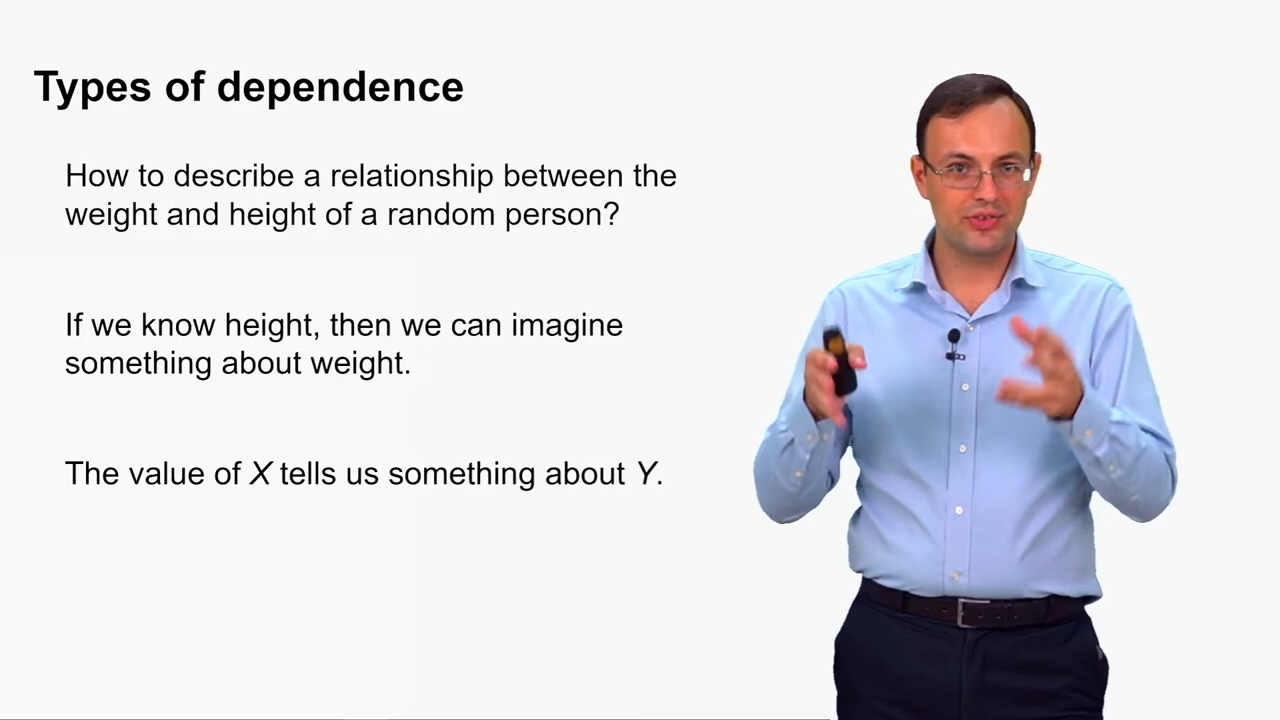 Types of dependence
How to describe a relationship between the
weight and height of a random person?
If we know height, then we can imagine
something about weight.
The value of X tells us something about Y.